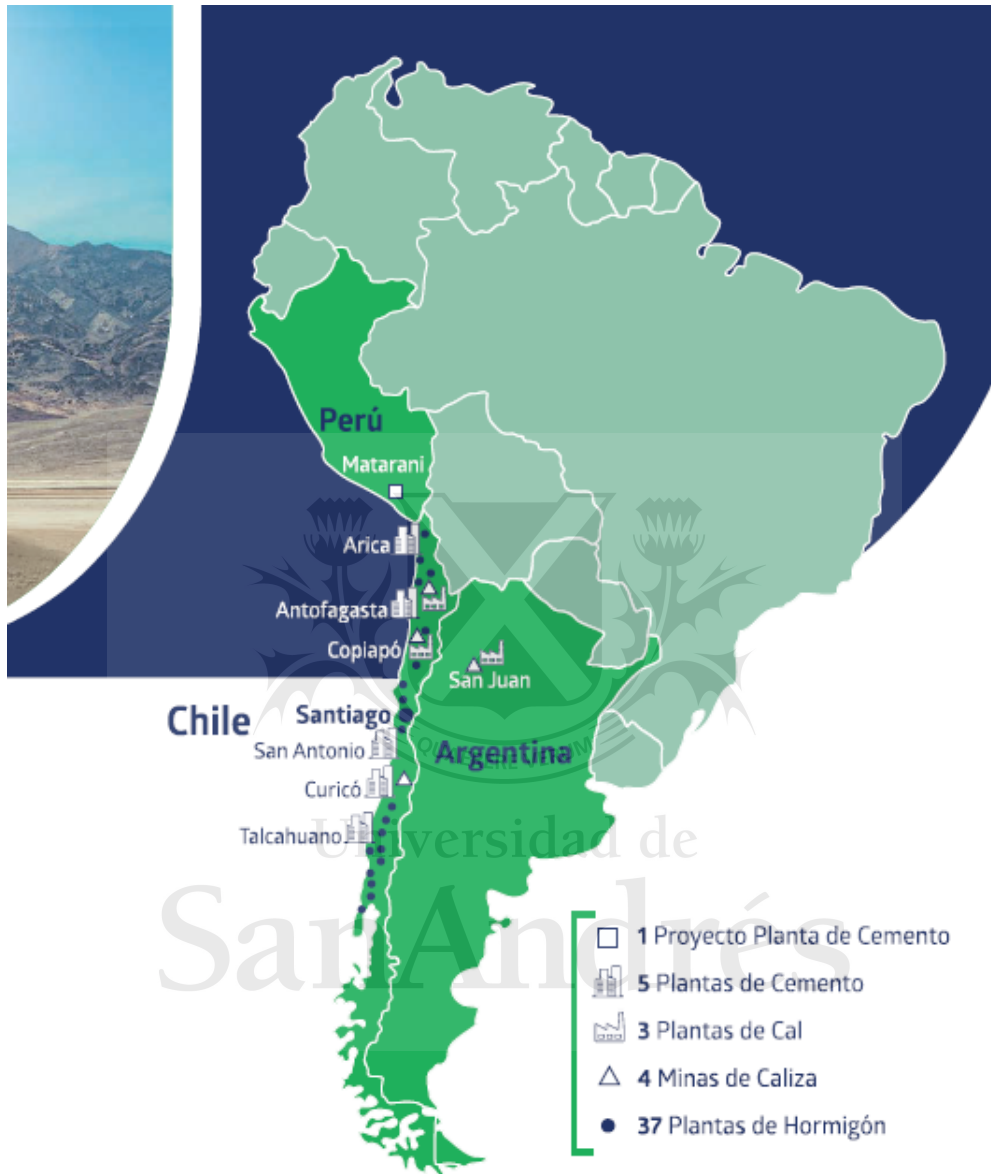 Perú
Matarani
Arica
Antofagasta
Copiapó
San Juan
Chile
Santiago
San Antonio
Argentina
Curicó
Talcahuano
Universidad de
San Andrés
1 Proyecto Planta de Cemento
5 Plantas de Cemento
3 Plantas de Cal
4 Minas de Caliza
37 Plantas de Hormigón